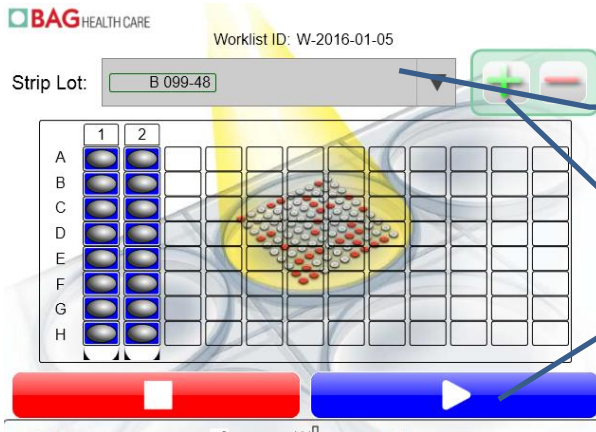 BAG HEALTH CARE
Worklist ID: W-2016-01-05
Strip Lot: B 099-48
1 2
A
B
C
D
E
F
G
H